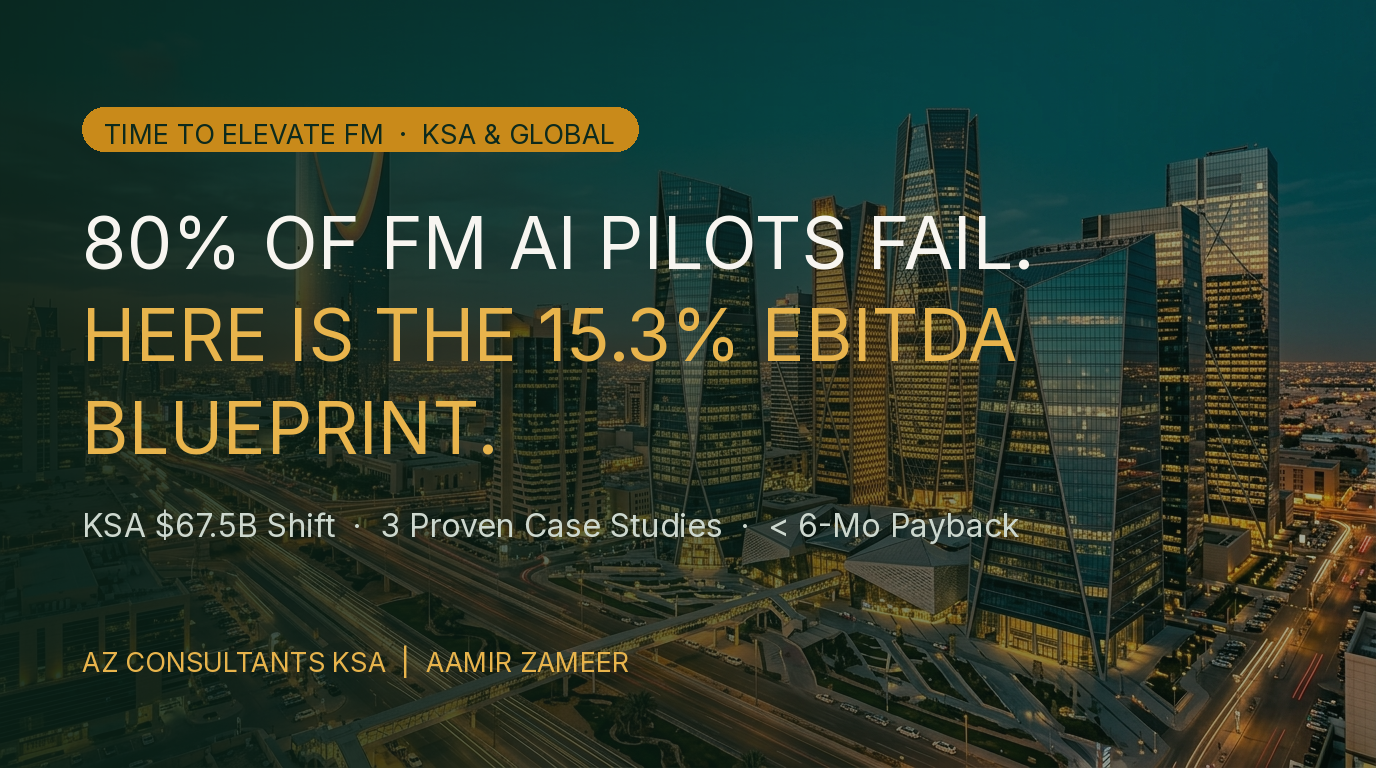 TIME TO ELEVATE FM · KSA & GLOBAL
80% OF FM AI PILOTS FAIL.
HERE IS THE 15.3% EBITDA
BLUEPRINT.
KSA $67.5B Shift · 3 Proven Case Studies · < 6-Mo Payback
AZ CONSULTANTS KSA | AAMIR ZAMEER